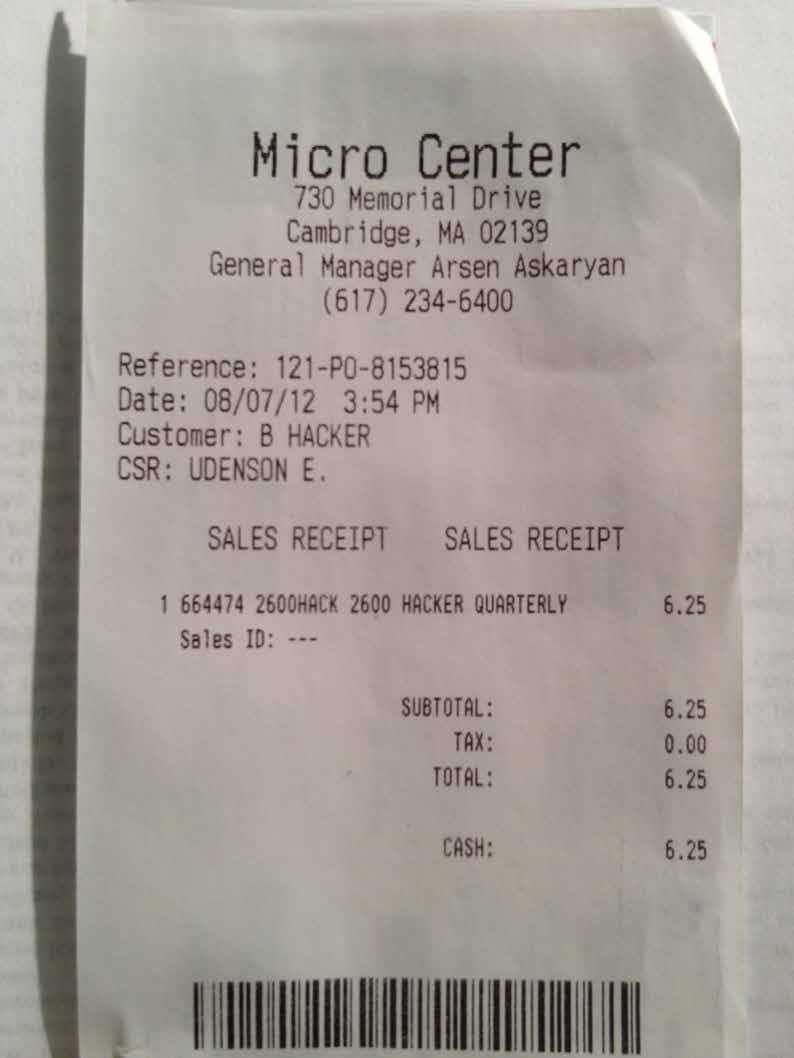 Micro Center
730 Memorial Drive
Cambridge, MA 02139
General Manager Arsen Askaryan
(617) 234-6400
Reference: 121-PO-8153815
Date: 08/07/12 3:54 PM
Customer: B HACKER
CSR: UDENSON E.
SALES RECEIPT SALES RECEIPT
1 664474 2600HACK 2600 HACKER QUARTERLY 6.25
Sales ID: ---
SUBTOTAL: 6.25
TAX: 0.00
TOTAL: 6.25
CASH: 6.25